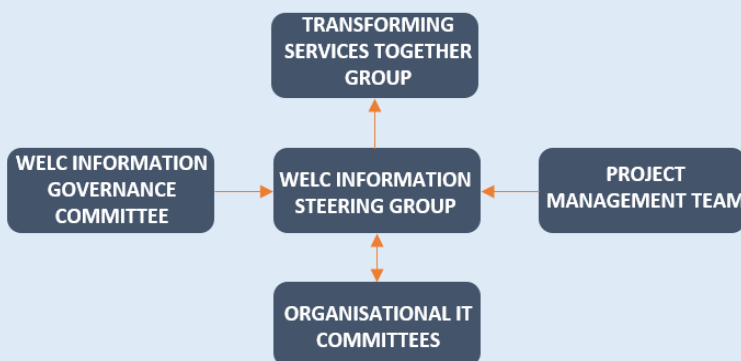 TRANSFORMING
SERVICES TOGETHER
GROUP
WELC INFORMATION
GOVERNANCE
COMMITTEE
WELC INFORMATION
STEERING GROUP
PROJECT
MANAGEMENT TEAM
ORGANISATIONAL IT
COMMITTEES